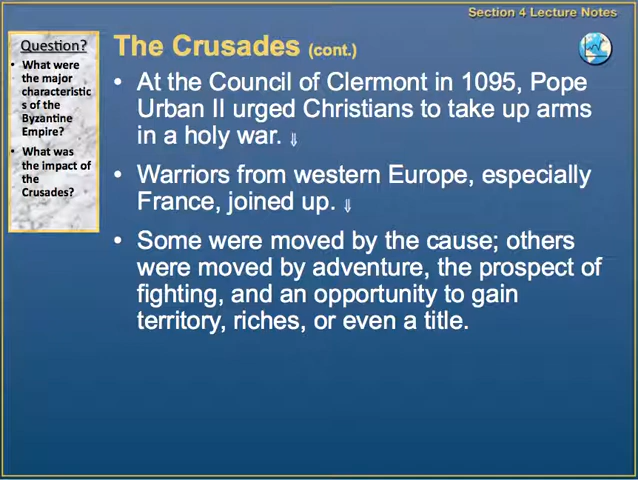 Section 4 Lecture Notes
Question?
• What were
the major
characteristic
s of the
Byzantine
Empire?
• What was
the impact of
the
Crusades?
The Crusades (cont.)
• At the Council of Clermont in 1095, Pope
Urban II urged Christians to take up arms
in a holy war. ⇓
• Warriors from western Europe, especially
France, joined up. ⇓
• Some were moved by the cause; others
were moved by adventure, the prospect of
fighting, and an opportunity to gain
territory, riches, or even a title.